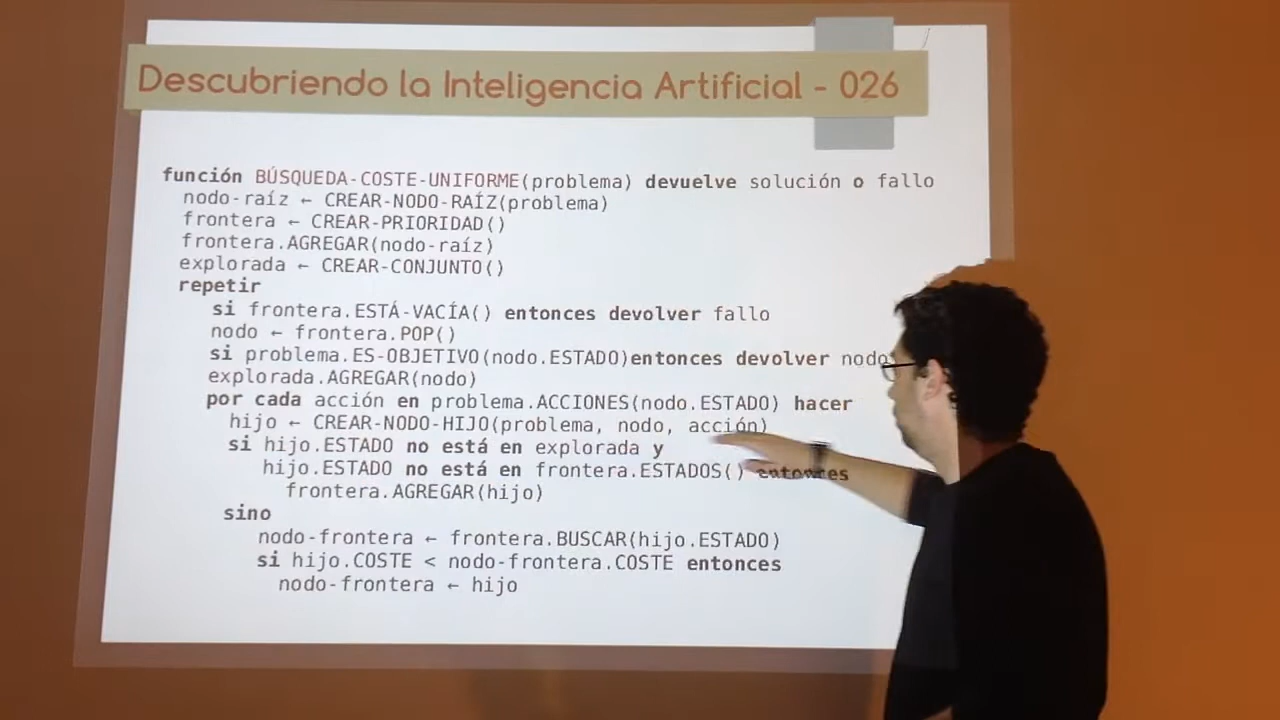 Descubriendo la Inteligencia Artificial - 026
función BÚSQUEDA-COSTE-UNIFORME(problema) devuelve solución o fallo
nodo-raíz ← CREAR-NODO-RAÍZ(problema)
frontera ← CREAR-PRIORIDAD()
frontera.AGREGAR(nodo-raíz)
explorada ← CREAR-CONJUNTO()
repetir
si frontera.ESTÁ-VACÍA() entonces devolver fallo
nodo ← frontera.POP()
si problema.ES-OBJETIVO(nodo.ESTADO)entonces devolver nodo
explorada.AGREGAR(nodo)
por cada acción en problema.ACCIONES(nodo.ESTADO) hacer
hijo ← CREAR-NODO-HIJO(problema, nodo, acción)
si hijo.ESTADO no está en explorada y
hijo.ESTADO no está en frontera.ESTADOS() entonces
frontera.AGREGAR(hijo)
sino
nodo-frontera ← frontera.BUSCAR(hijo.ESTADO)
si hijo.COSTE < nodo-frontera.COSTE entonces
nodo-frontera ← hijo